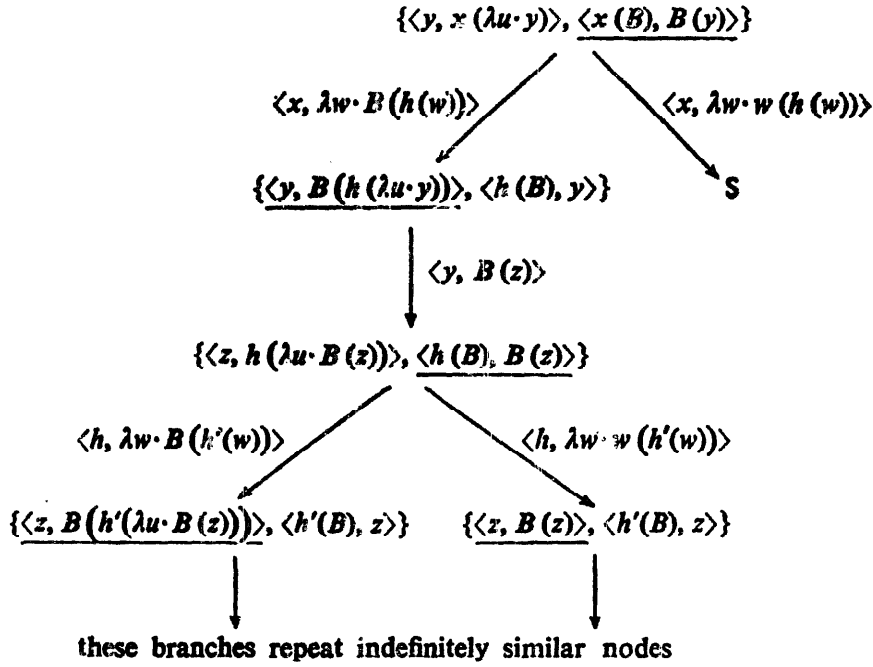 {⟨y, x (λu· y)⟩, ⟨x (B), B (y)⟩}
⟨x, λw· B (h (w))⟩ ⟨x, λw· w (h (w))⟩
{⟨y, B (h (λu· y))⟩, ⟨h (B), y⟩} S
⟨y, B (z)⟩
{⟨z, h (λu· B (z))⟩, ⟨h (B), B (z)⟩}
⟨h, λw· B (h′(w))⟩ ⟨h, λw· w (h′(w))⟩
{⟨z, B (h′(λu· B (z)))⟩, ⟨h′(B), z⟩} {⟨z, B (z)⟩, ⟨h′(B), z⟩}
these branches repeat indefinitely similar nodes